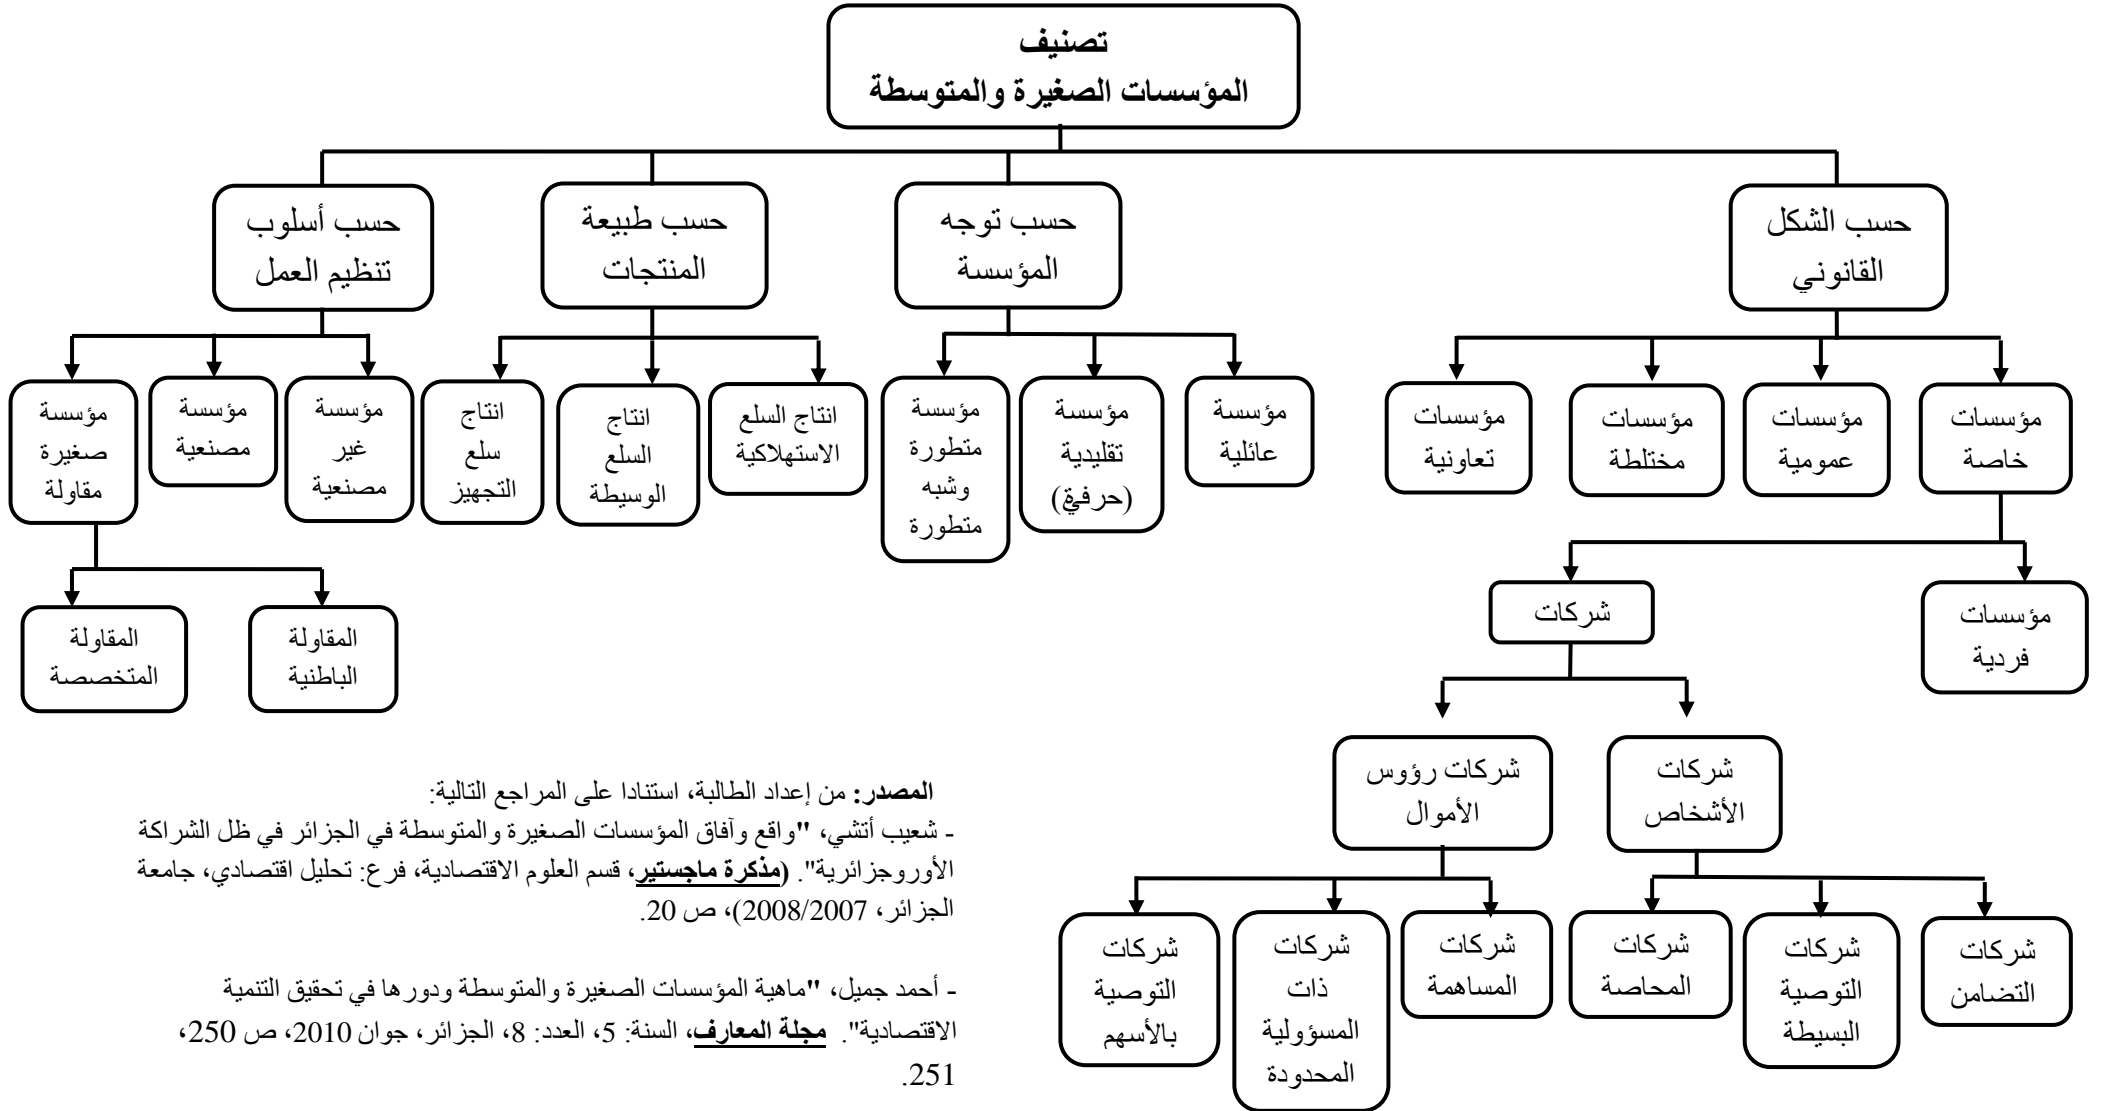 تصنيف
المؤسسات الصغيرة والمتوسطة
حسب الشكل
القانوني
حسب توجه
المؤسسة
حسب طبيعة
المنتجات
حسب أسلوب
تنظيم العمل
مؤسسات
خاصة
مؤسسات
عمومية
مؤسسات
مختلطة
مؤسسات
تعاونية
مؤسسة
عائلية
مؤسسة
تقليدية
(حرفية)
مؤسسة
متطورة
وشبه
متطورة
انتاج السلع
الاستهلاكية
انتاج
السلع
الوسيطة
انتاج
سلع
التجهيز
مؤسسة
غير
مصنعية
مؤسسة
مصنعية
مؤسسة
صغيرة
مقاولة
مؤسسات
فردية
شركات
المقاولة
الباطنية
المقاولة
المتخصصة
شركات
الأشخاص
شركات رؤوس
الأموال
شركات
التضامن
شركات
التوصية
البسيطة
شركات
المحاصة
شركات
المساهمة
شركات
ذات
المسؤولية
المحدودة
شركات
التوصية
بالأسهم
المصدر: من إعداد الطالبة، استنادا على المراجع التالية:
- شعيب أتشي، "واقع وآفاق المؤسسات الصغيرة والمتوسطة في الجزائر في ظل الشراكة
الأوروجزائرية". (مذكرة ماجستير، قسم العلوم الاقتصادية، فرع: تحليل اقتصادي، جامعة
الجزائر، 2008/2007)، ص 20.
- أحمد جميل، "ماهية المؤسسات الصغيرة والمتوسطة ودورها في تحقيق التنمية
الاقتصادية". مجلة المعارف، السنة: 5، العدد: 8، الجزائر، جوان 2010، ص 250،
251.